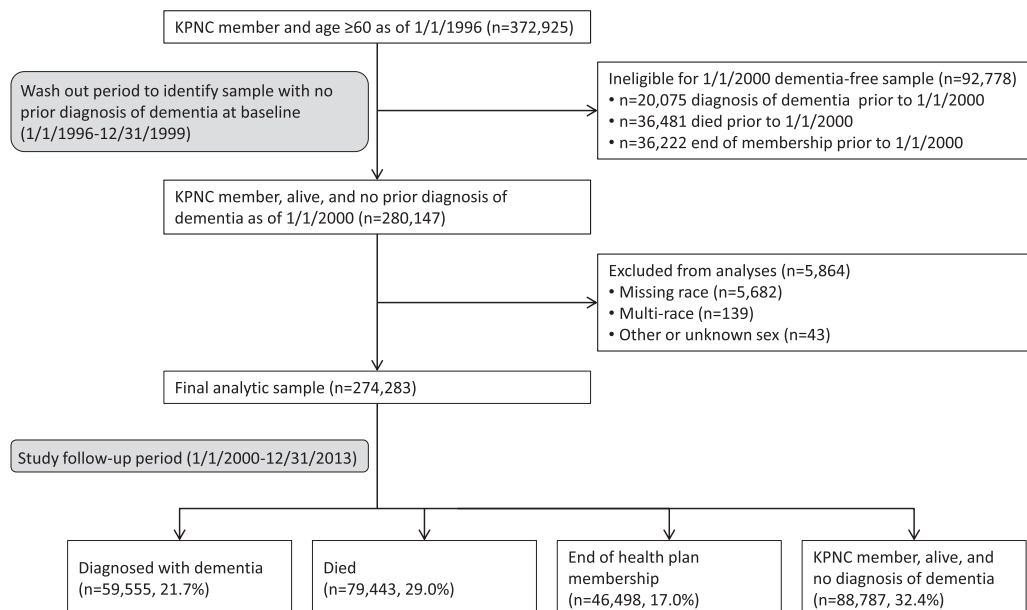 KPNC member and age ≥60 as of 1/1/1996 (n=372,925)
Wash out period to identify sample with no
prior diagnosis of dementia at baseline
(1/1/1996-12/31/1999)
Ineligible for 1/1/2000 dementia-free sample (n=92,778)
• n=20,075 diagnosis of dementia prior to 1/1/2000
• n=36,481 died prior to 1/1/2000
• n=36,222 end of membership prior to 1/1/2000
KPNC member, alive, and no prior diagnosis of
dementia as of 1/1/2000 (n=280,147)
Excluded from analyses (n=5,864)
• Missing race (n=5,682)
• Multi-race (n=139)
• Other or unknown sex (n=43)
Final analytic sample (n=274,283)
Study follow-up period (1/1/2000-12/31/2013)
Diagnosed with dementia
(n=59,555, 21.7%)
Died
(n=79,443, 29.0%)
End of health plan
membership
(n=46,498, 17.0%)
KPNC member, alive, and
no diagnosis of dementia
(n=88,787, 32.4%)